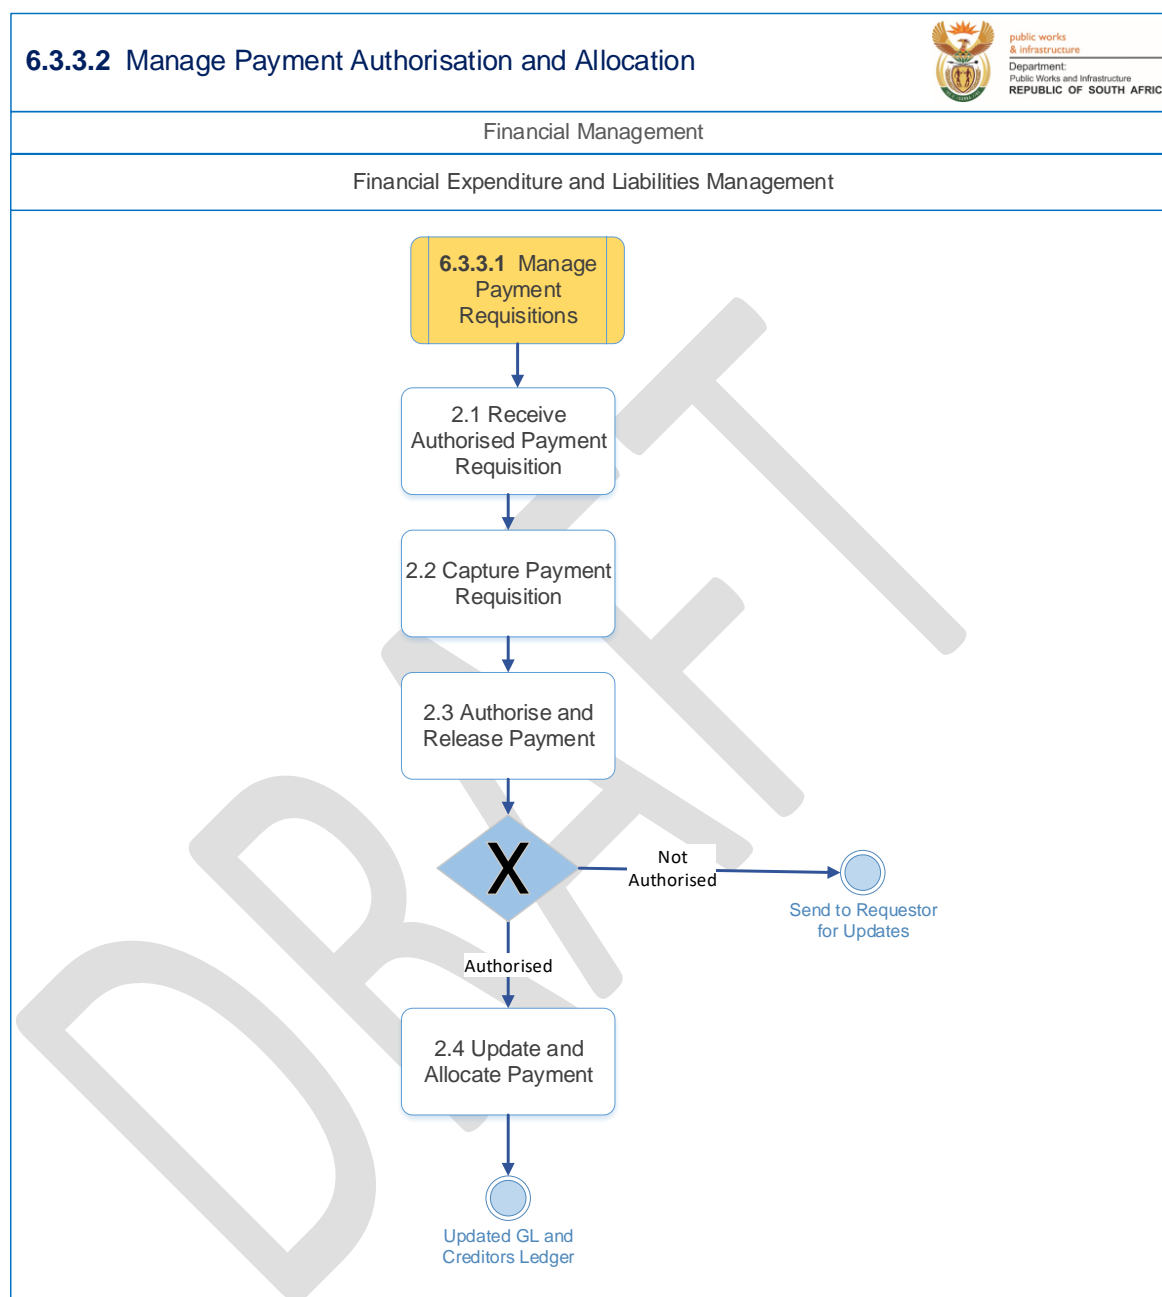 6.3.3.2 Manage Payment Authorisation and Allocation
public works
& infrastructure
Department:
Public Works and Infrastructure
REPUBLIC OF SOUTH AFRIC
Financial Management
Financial Expenditure and Liabilities Management
6.3.3.1 Manage
Payment
Requisitions
2.1 Receive
Authorised Payment
Requisition
2.2 Capture Payment
Requisition
2.3 Authorise and
Release Payment
X
Not
Authorised
Send to Requestor
for Updates
Authorised
2.4 Update and
Allocate Payment
Updated GL and
Creditors Ledger
DRAFT